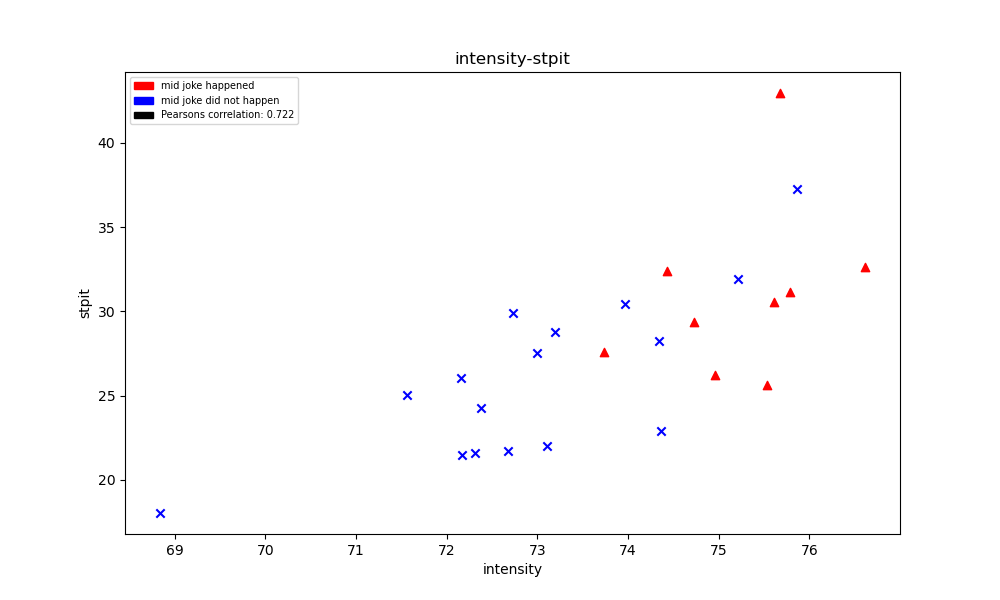 intensity-stpit
mid joke happened
mid joke did not happen
Pearsons correlation: 0.722
40
35
30
25
20
stpit
69 70 71 72 73 74 75 76
intensity